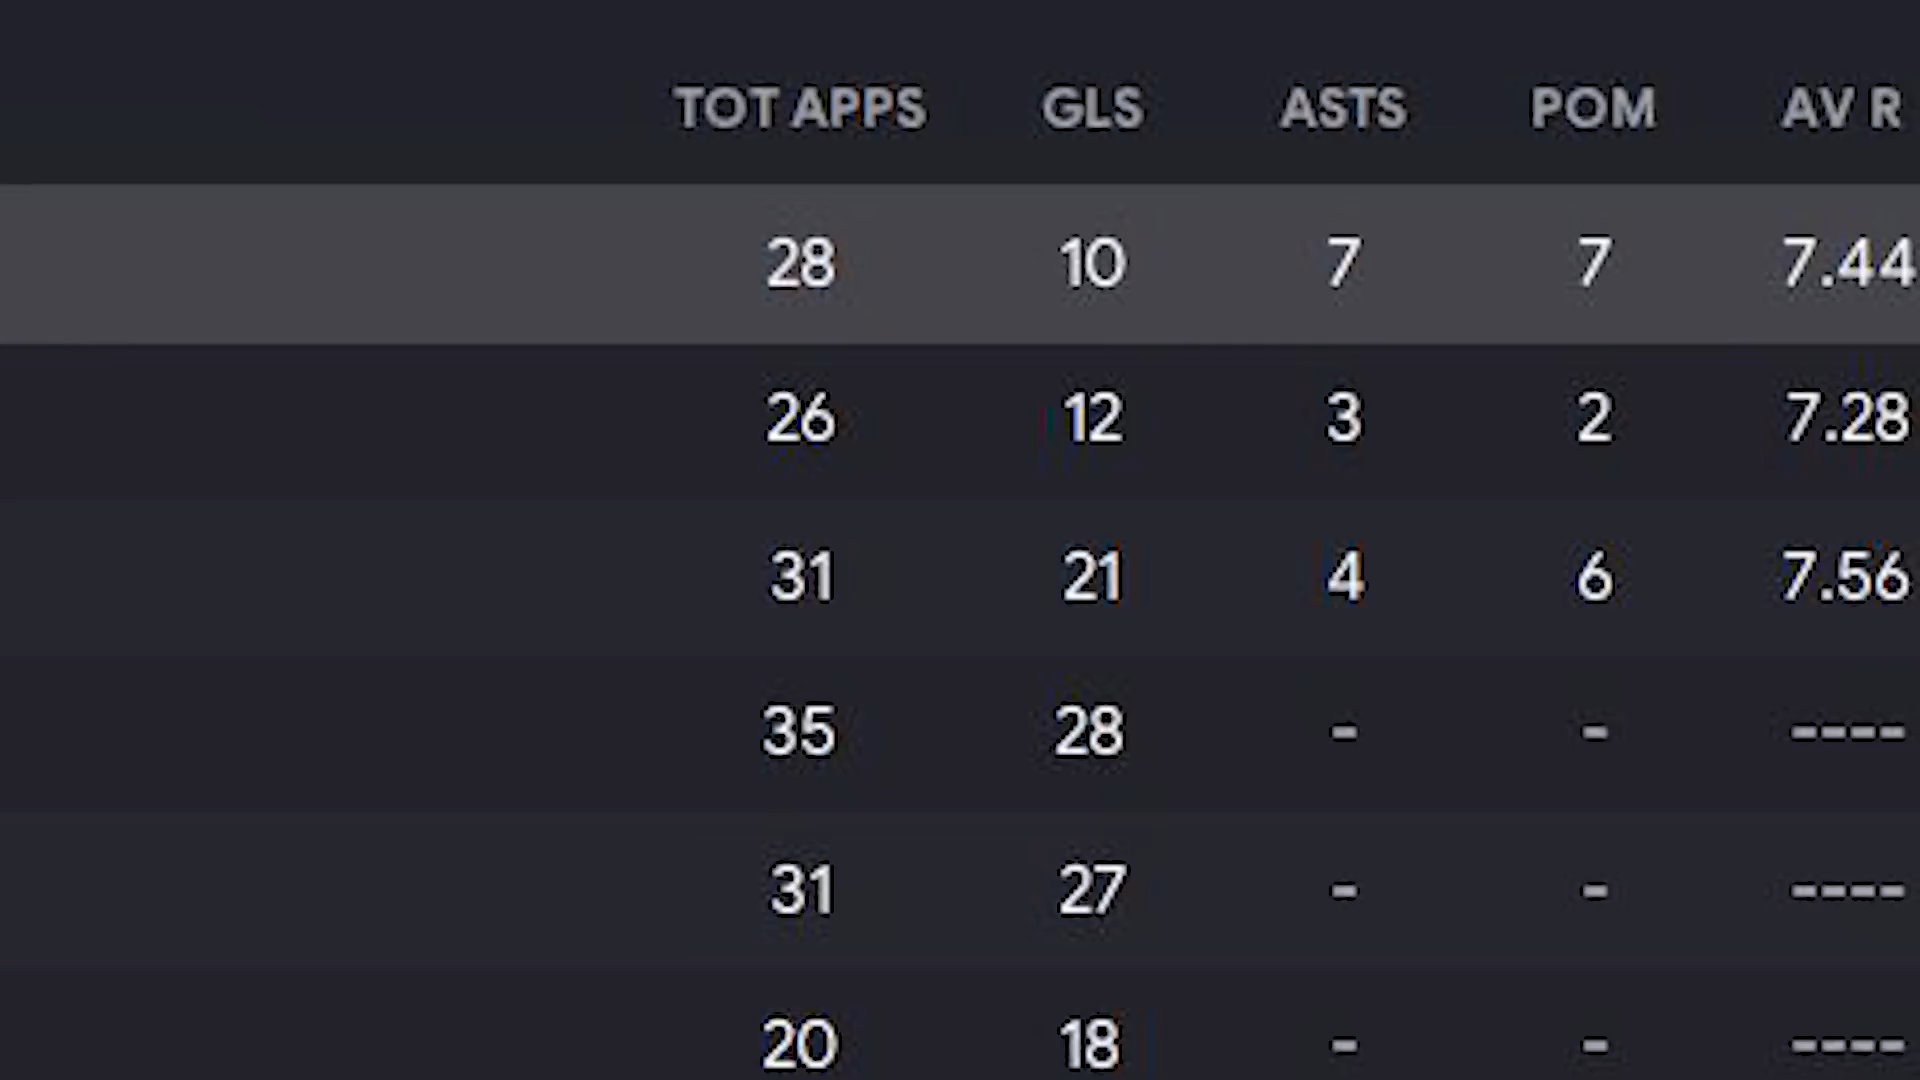 TOT APPS GLS ASTS POM AV R
28 10 7 7 7.44
26 12 3 2 7.28
31 21 4 6 7.56
35 28 - - ----
31 27 - - ----
20 18 - - ----